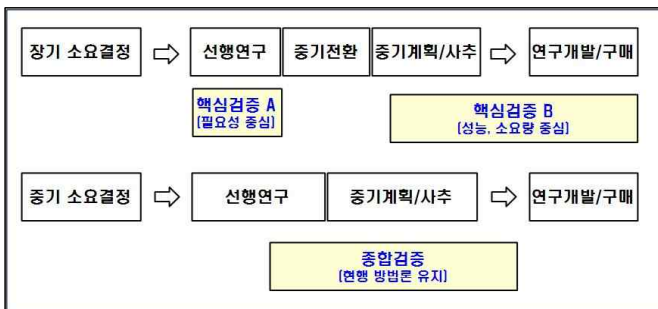 장기 소요결정 ⇨ 선행연구 중기전환 중기계획/사추 ⇨ 연구개발/구매
핵심검증 A
(필요성 중심)
핵심검증 B
(성능, 소요량 중심)
중기 소요결정 ⇨ 선행연구 중기계획/사추 ⇨ 연구개발/구매
종합검증
(현행 방법론 유지)